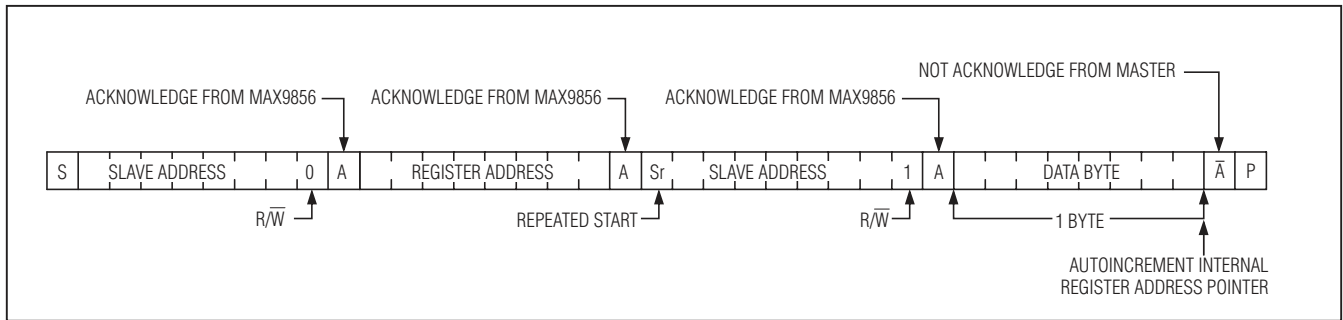 NOT ACKNOWLEDGE FROM MASTER
ACKNOWLEDGE FROM MAX9856 ACKNOWLEDGE FROM MAX9856 ACKNOWLEDGE FROM MAX9856
S SLAVE ADDRESS 0 A REGISTER ADDRESS A Sr SLAVE ADDRESS 1 A DATA BYTE A̅ P
R/W̅ REPEATED START R/W̅ 1 BYTE
AUTOINCREMENT INTERNAL
REGISTER ADDRESS POINTER